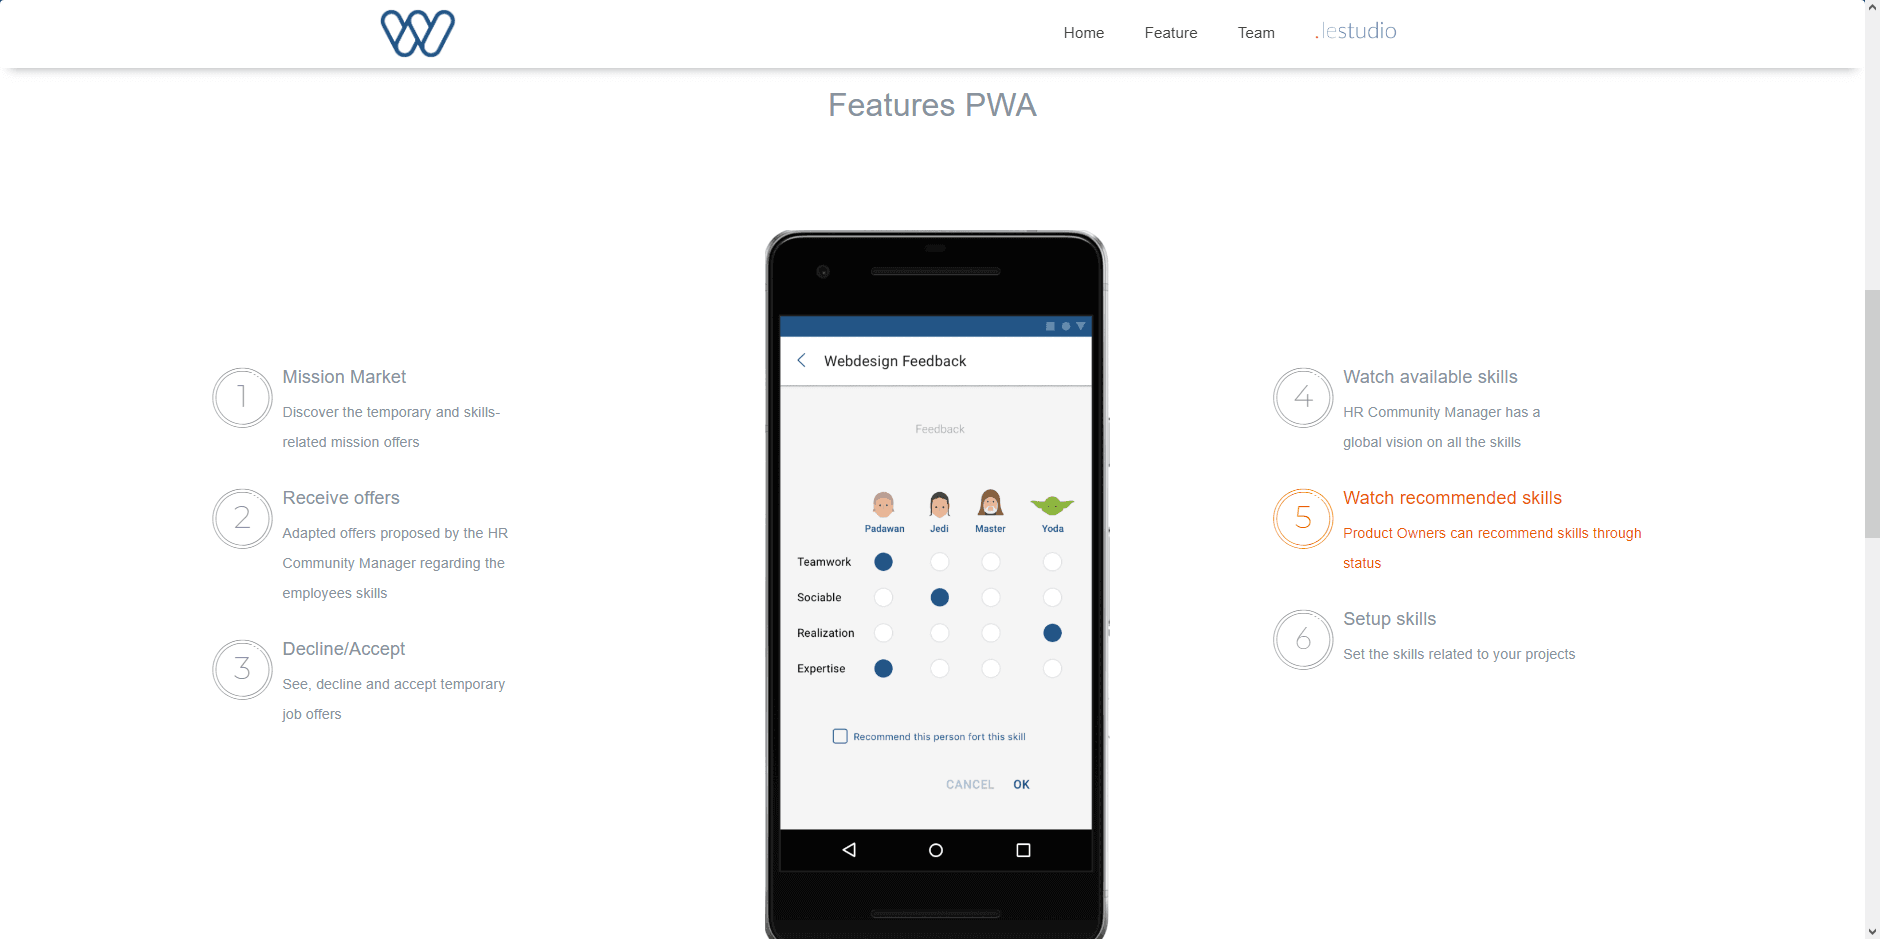 Home Feature Team .lestudio
Features PWA
1 Mission Market
Discover the temporary and skills-
related mission offers
2 Receive offers
Adapted offers proposed by the HR
Community Manager regarding the
employees skills
3 Decline/Accept
See, decline and accept temporary
job offers
Webdesign Feedback
Feedback
Padawan Jedi Master Yoda
Teamwork
Sociable
Realization
Expertise
Recommend this person fort this skill
CANCEL OK
4 Watch available skills
HR Community Manager has a
global vision on all the skills
5 Watch recommended skills
Product Owners can recommend skills through
status
6 Setup skills
Set the skills related to your projects